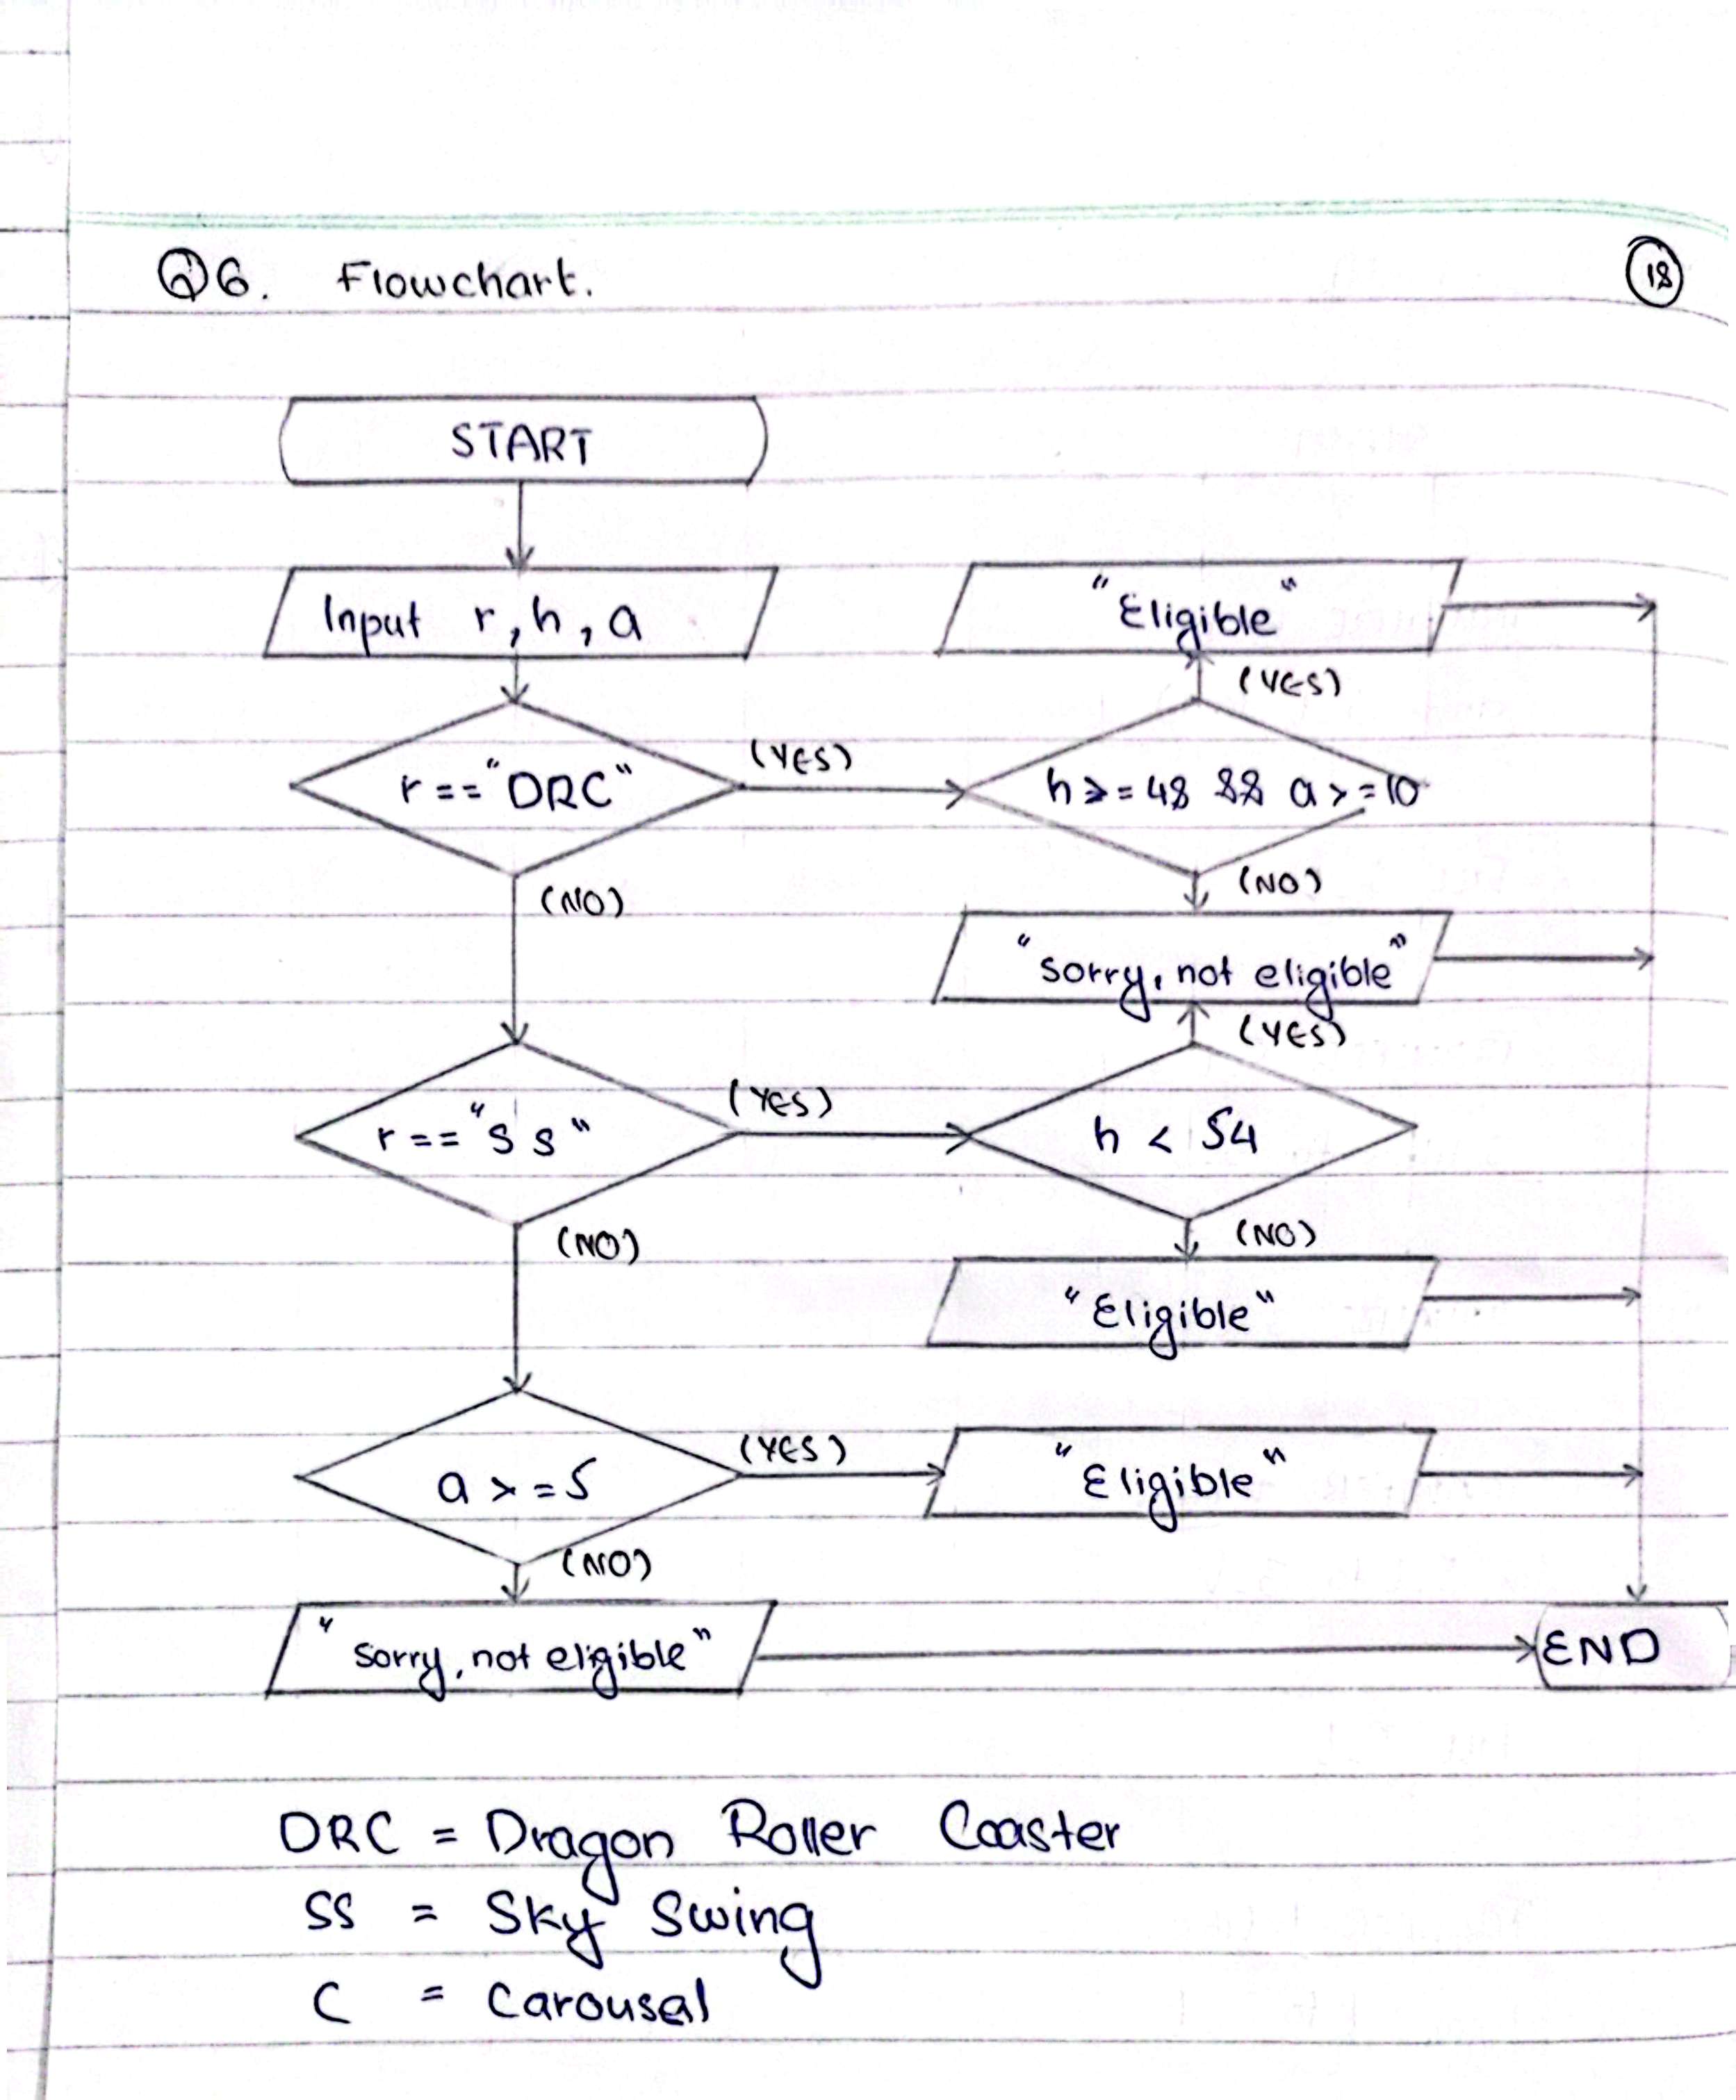 Q6. Flowchart.
18
START
Input r, h, a
"Eligible"
(YES)
r == "DRC"
(YES)
h >= 48 && a >= 10
(NO)
(NO)
"sorry, not eligible"
(YES)
r == "SS"
(YES)
h < 54
(NO)
(NO)
"Eligible"
a >= 5
(YES)
"Eligible"
(NO)
"sorry, not eligible"
END
DRC = Dragon Roller Coaster
SS = Sky Swing
C = Carousal